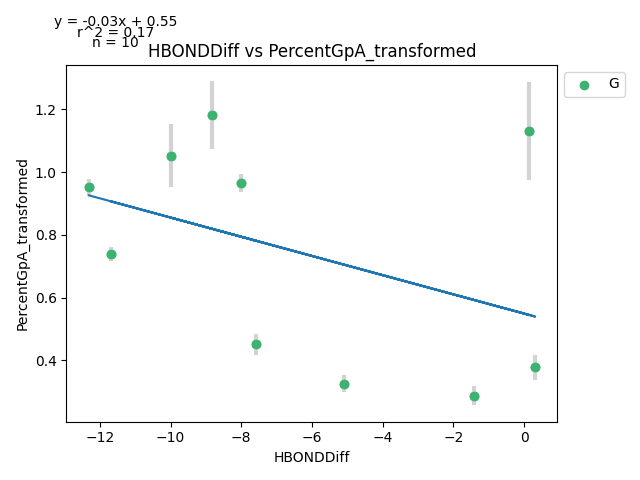 y = -0.03x + 0.55
r^2 = 0.17
n = 10
HBONDDiff vs PercentGpA_transformed
G
PercentGpA_transformed
1.2
1.0
0.8
0.6
0.4
−12
−10
−8
−6
−4
−2
0
HBONDDiff